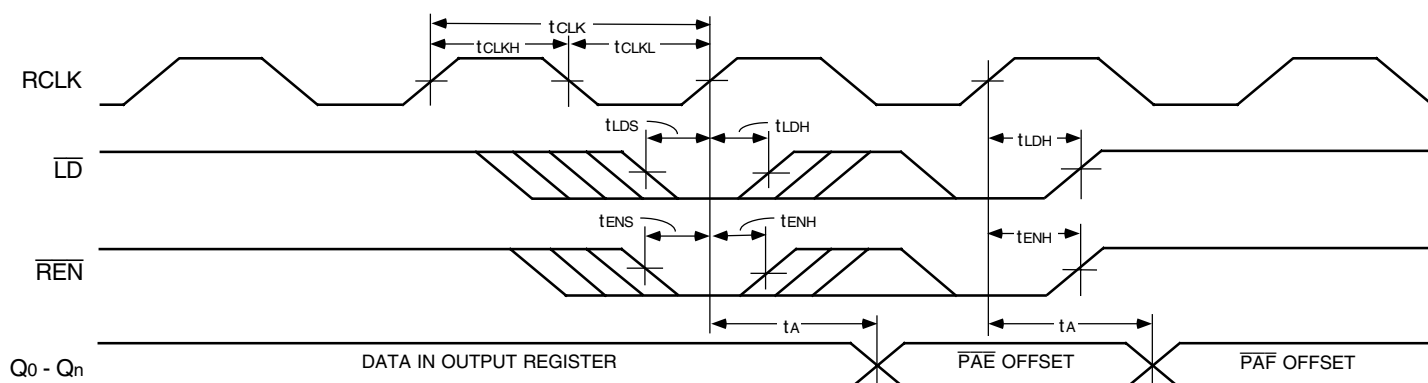 tCLK
tCLKH
tCLKL
RCLK
tLDS
tLDH
tLDH
LD
tENS
tENH
tENH
REN
tA
tA
Q0 - Qn
DATA IN OUTPUT REGISTER
PAE OFFSET
PAF OFFSET